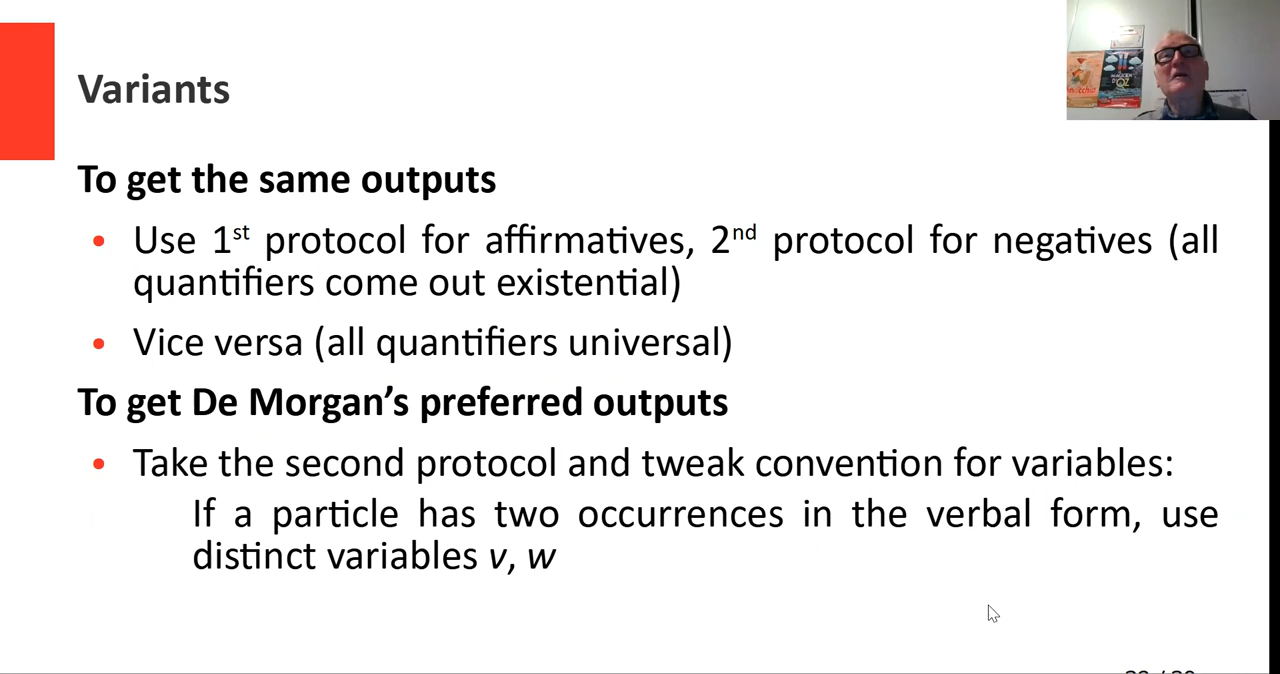 Variants
To get the same outputs
• Use 1st protocol for affirmatives, 2nd protocol for negatives (all
quantifiers come out existential)
• Vice versa (all quantifiers universal)
To get De Morgan’s preferred outputs
• Take the second protocol and tweak convention for variables:
If a particle has two occurrences in the verbal form, use
distinct variables v, w